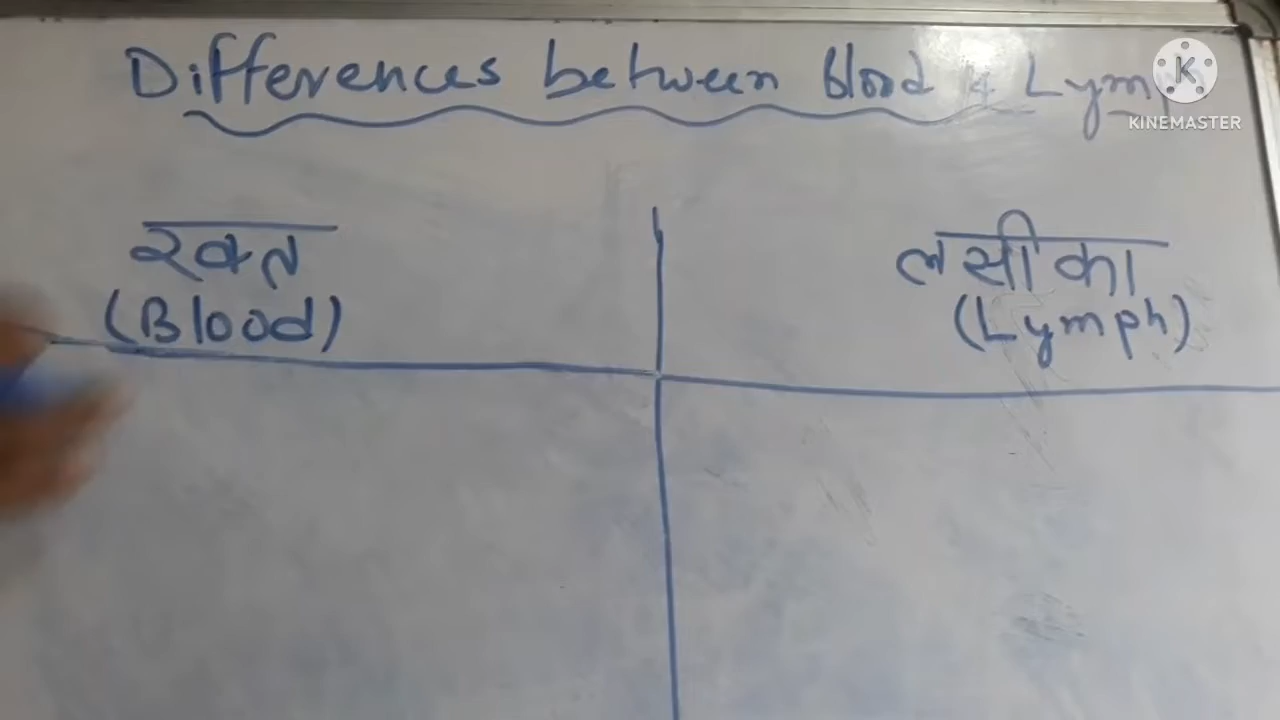 Differences between blood & Lymph
KINEMASTER
रक्त
(Blood)
लसीका
(Lymph)